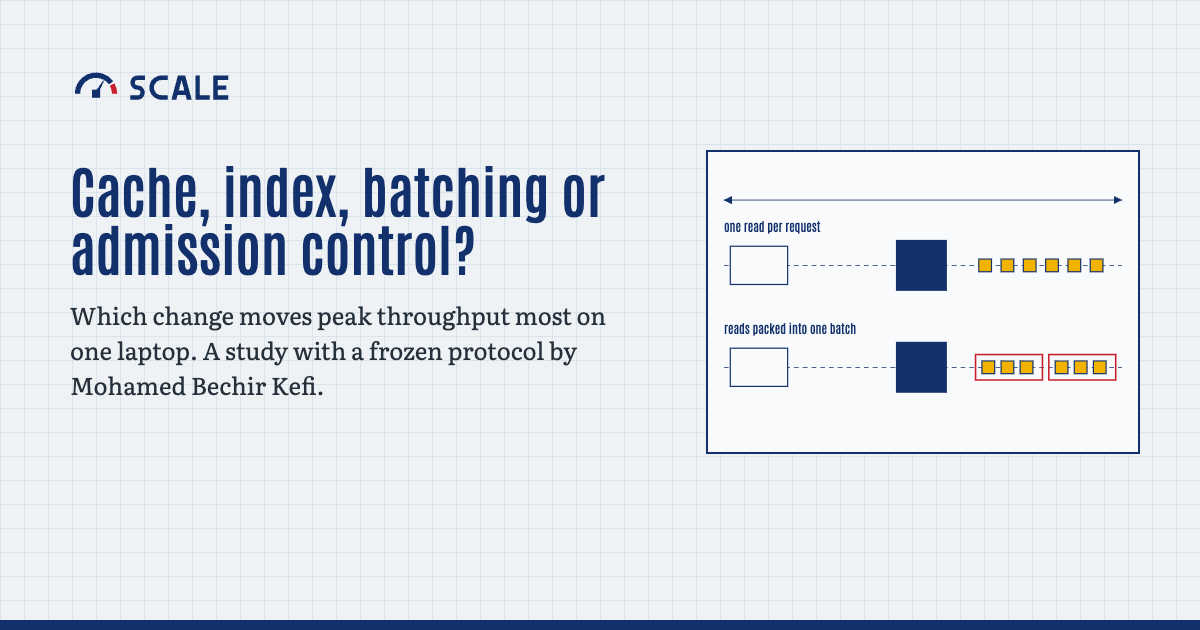 SCALE
Cache, index, batching or
admission control?
Which change moves peak throughput most on
one laptop. A study with a frozen protocol by
Mohamed Bechir Kefi.
one read per request
reads packed into one batch